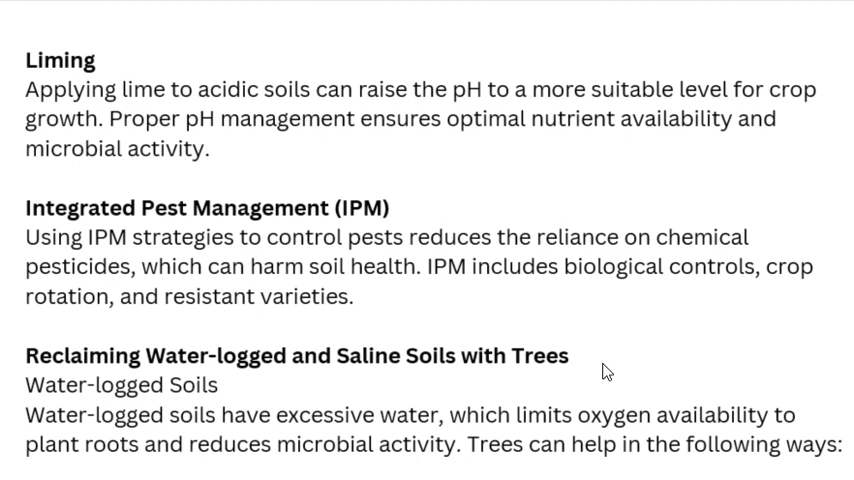 Liming
Applying lime to acidic soils can raise the pH to a more suitable level for crop
growth. Proper pH management ensures optimal nutrient availability and
microbial activity.
Integrated Pest Management (IPM)
Using IPM strategies to control pests reduces the reliance on chemical
pesticides, which can harm soil health. IPM includes biological controls, crop
rotation, and resistant varieties.
Reclaiming Water-logged and Saline Soils with Trees
Water-logged Soils
Water-logged soils have excessive water, which limits oxygen availability to
plant roots and reduces microbial activity. Trees can help in the following ways: